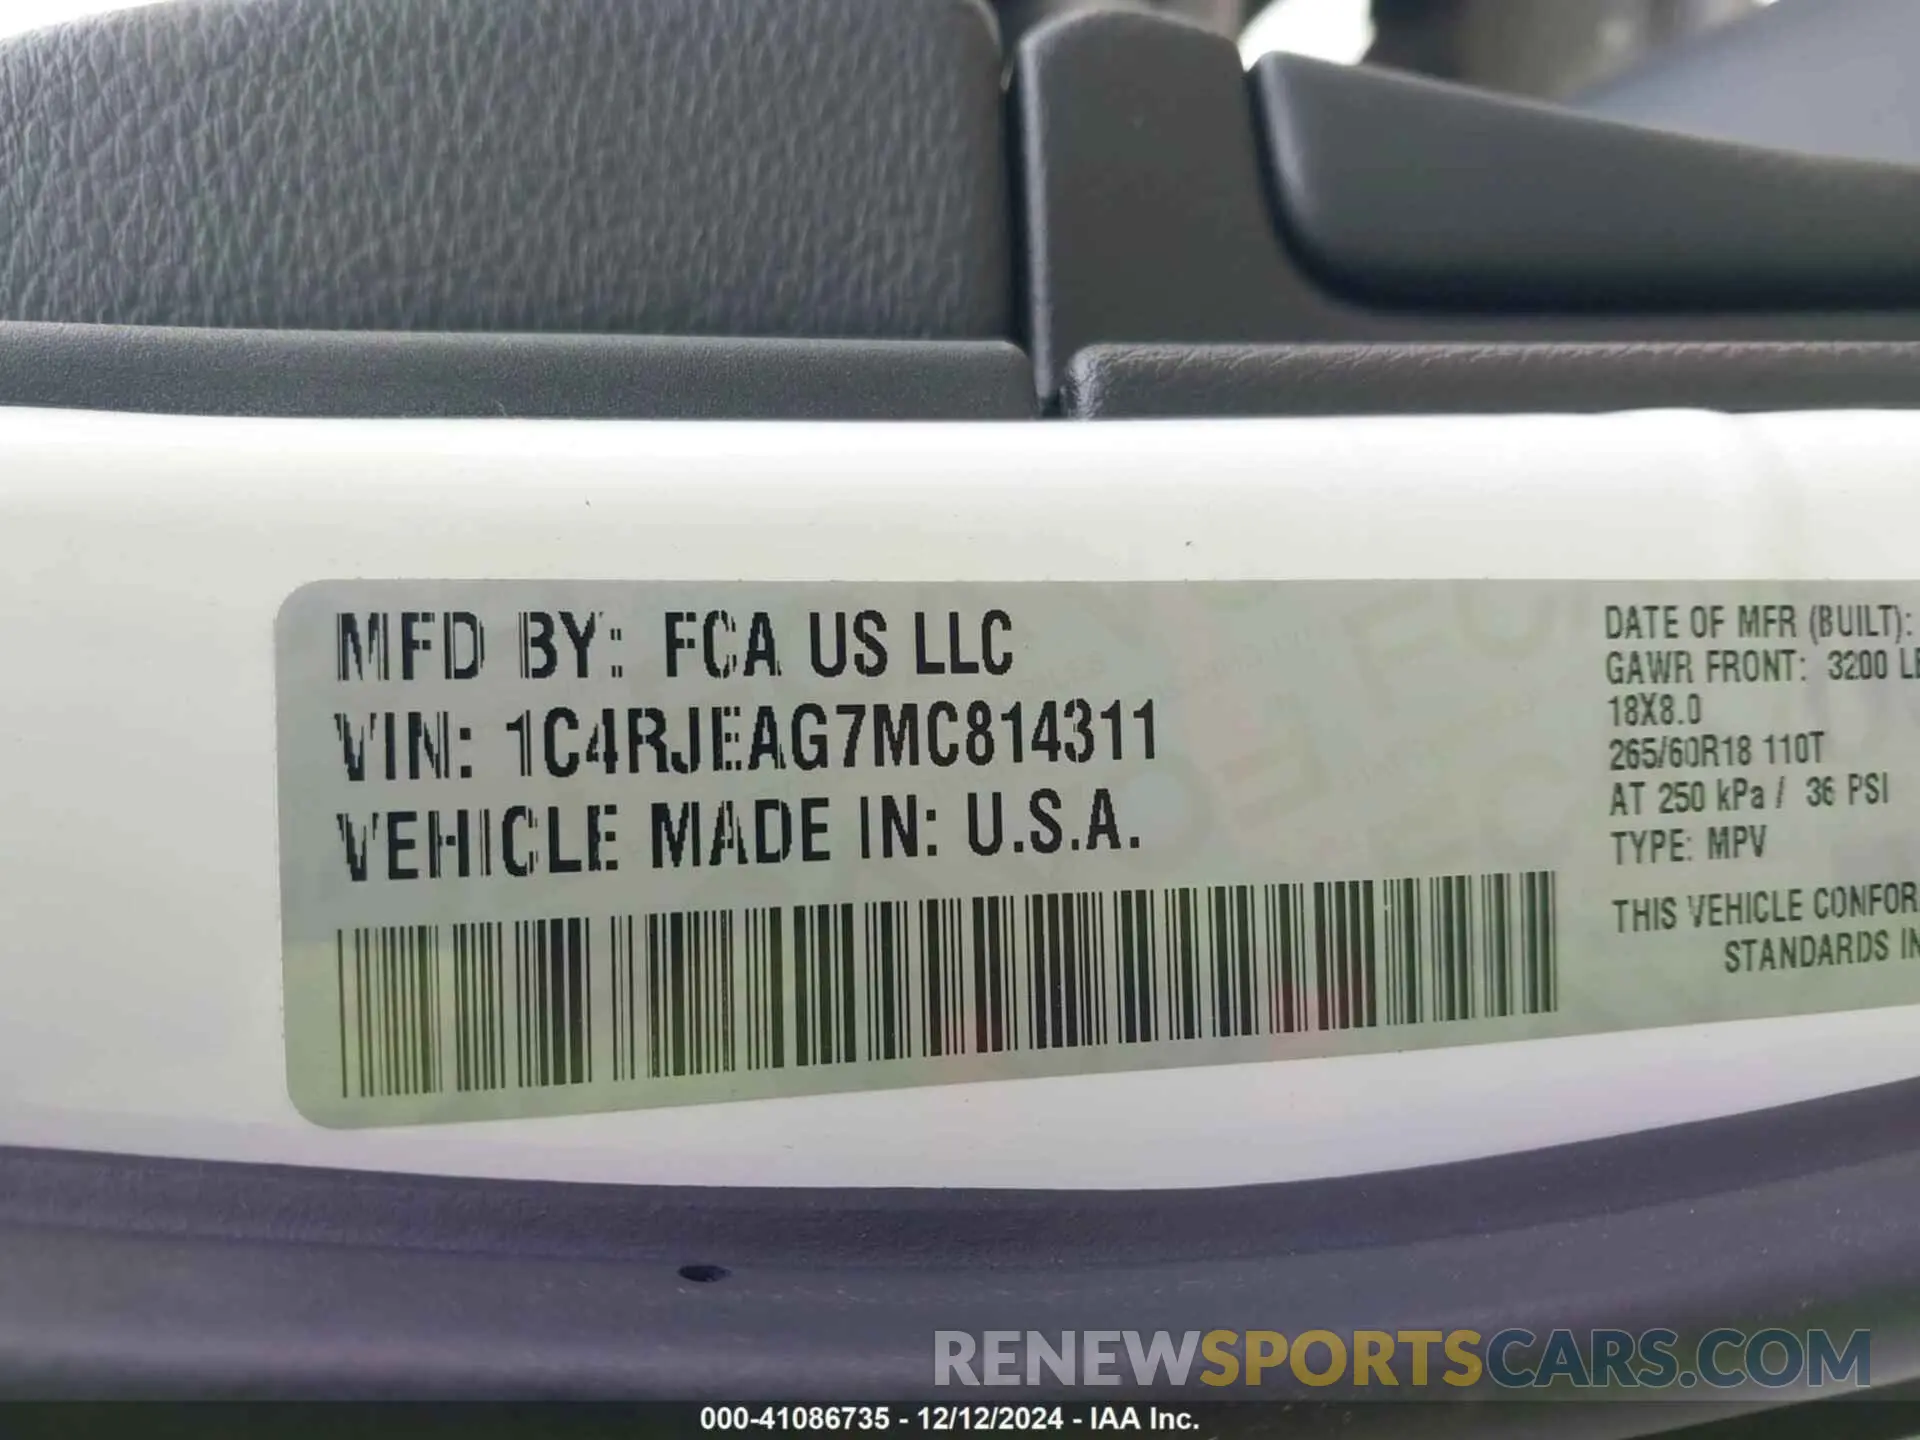 MFD BY: FCA US LLC
VIN: 1C4RJEAG7MC814311
VEHICLE MADE IN: U.S.A.
DATE OF MFR (BUILT):
GAWR FRONT: 3200 LB
18X8.0
265/60R18 110T
AT 250 kPa / 36 PSI
TYPE: MPV
THIS VEHICLE CONFOR
STANDARDS IN
RENEWSPORTSCARS.COM
000-41086735 - 12/12/2024 - IAA Inc.